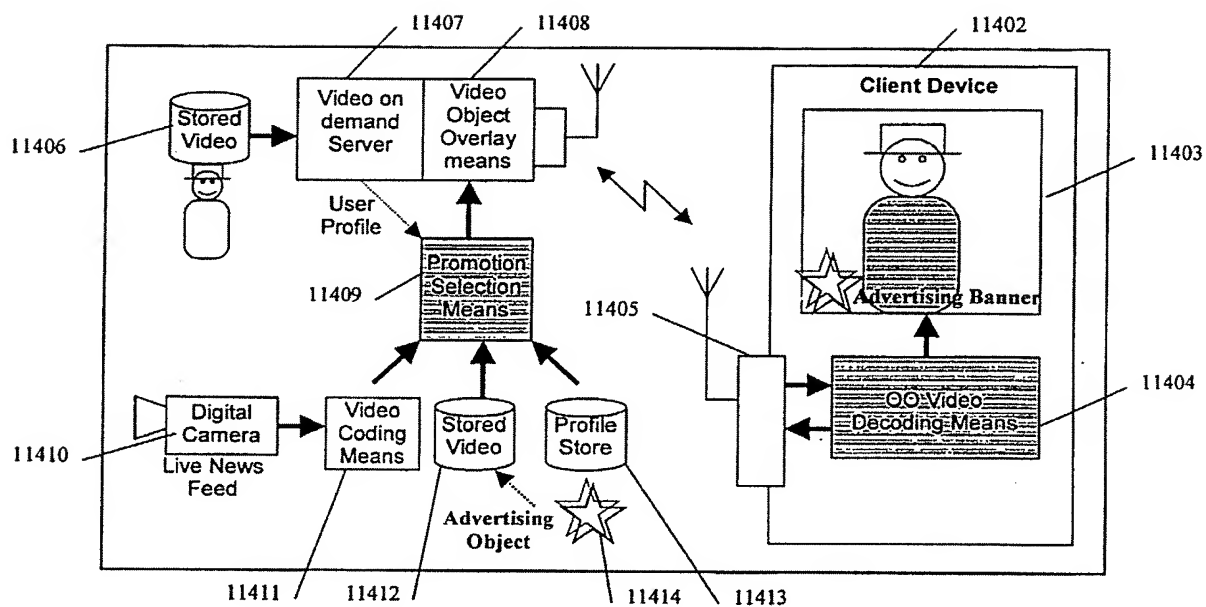 11407
11408
11402
Client Device
Stored
Video
Video on
demand
Server
Video
Object
Overlay
means
11406
11403
User
Profile
Promotion
Selection
Means
11409
Advertising Banner
11405
OO Video
Decoding Means
11404
Digital
Camera
Video
Coding
Means
Stored
Video
Profile
Store
11410
Live News
Feed
Advertising
Object
11411
11412
11414
11413